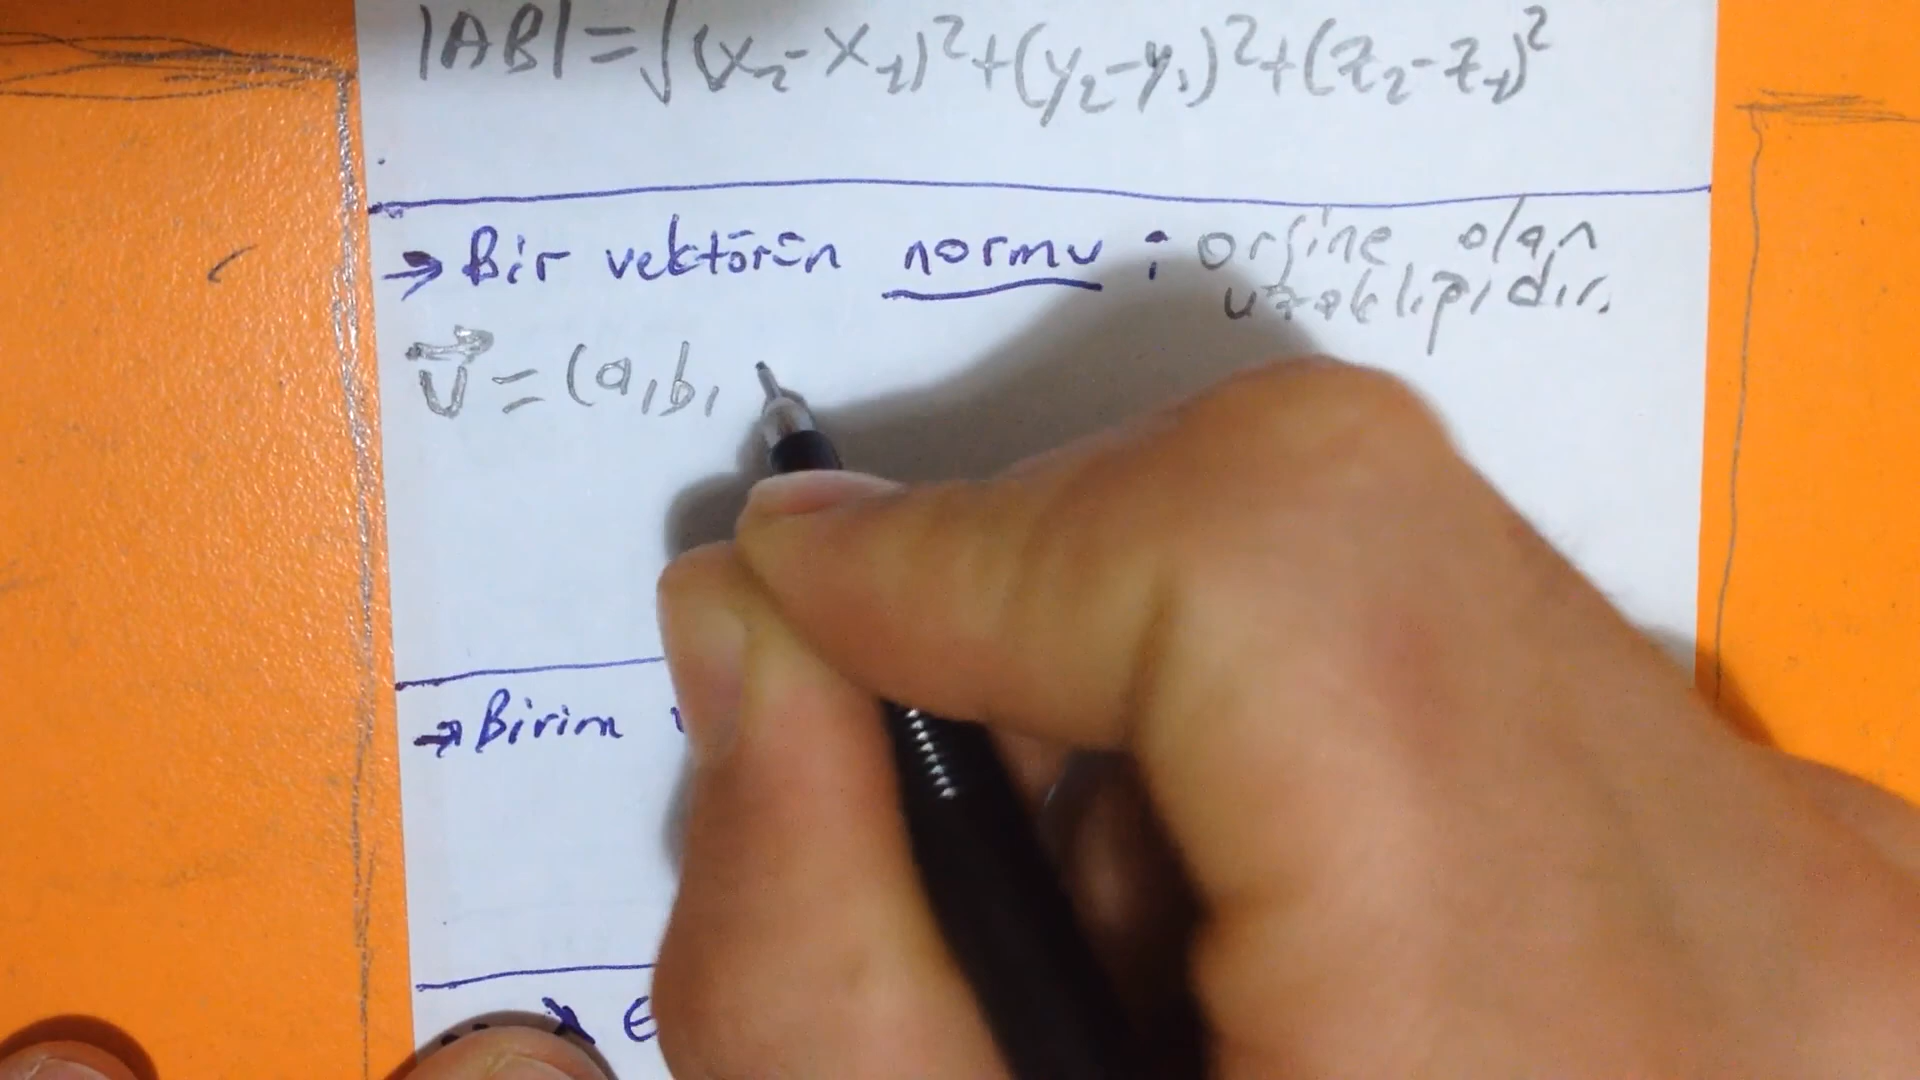 |AB| = √(x₂-x₁)²+(y₂-y₁)²+(z₂-z₁)²
→ Bir vektörün normu : orjine olan
uzaklığıdır.
u⃗ = (a,b,
→ Birim